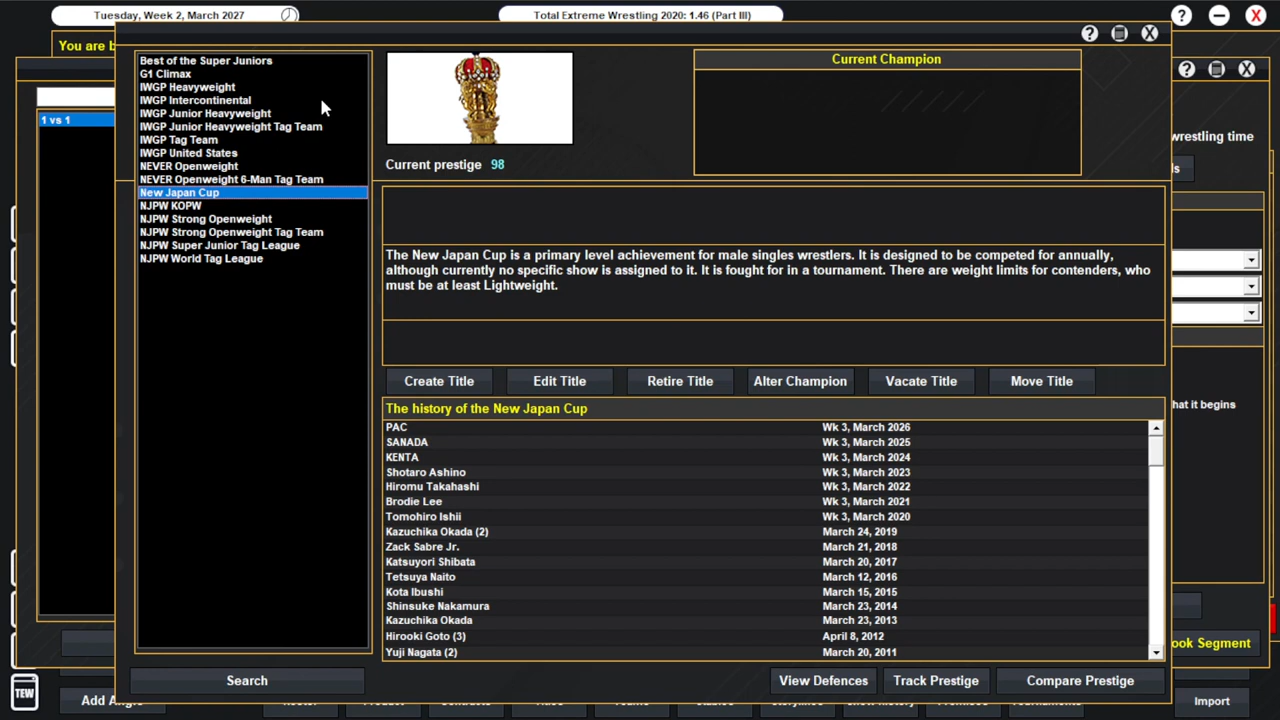 Tuesday, Week 2, March 2027
Total Extreme Wrestling 2020: 1.46 (Part III)
You are b
1 vs 1
Best of the Super Juniors
G1 Climax
IWGP Heavyweight
IWGP Intercontinental
IWGP Junior Heavyweight
IWGP Junior Heavyweight Tag Team
IWGP Tag Team
IWGP United States
NEVER Openweight
NEVER Openweight 6-Man Tag Team
New Japan Cup
NJPW KOPW
NJPW Strong Openweight
NJPW Strong Openweight Tag Team
NJPW Super Junior Tag League
NJPW World Tag League
Search
Current prestige 98
Current Champion
The New Japan Cup is a primary level achievement for male singles wrestlers. It is designed to be competed for annually,
although currently no specific show is assigned to it. It is fought for in a tournament. There are weight limits for contenders, who
must be at least Lightweight.
Create Title
Edit Title
Retire Title
Alter Champion
Vacate Title
Move Title
The history of the New Japan Cup
PAC Wk 3, March 2026
SANADA Wk 3, March 2025
KENTA Wk 3, March 2024
Shotaro Ashino Wk 3, March 2023
Hiromu Takahashi Wk 3, March 2022
Brodie Lee Wk 3, March 2021
Tomohiro Ishii Wk 3, March 2020
Kazuchika Okada (2) March 24, 2019
Zack Sabre Jr. March 21, 2018
Katsuyori Shibata March 20, 2017
Tetsuya Naito March 12, 2016
Kota Ibushi March 15, 2015
Shinsuke Nakamura March 23, 2014
Kazuchika Okada March 23, 2013
Hirooki Goto (3) April 8, 2012
Yuji Nagata (2) March 20, 2011
View Defences
Track Prestige
Compare Prestige
wrestling time
s
hat it begins
ook Segment
TEW
Add Angle
Import